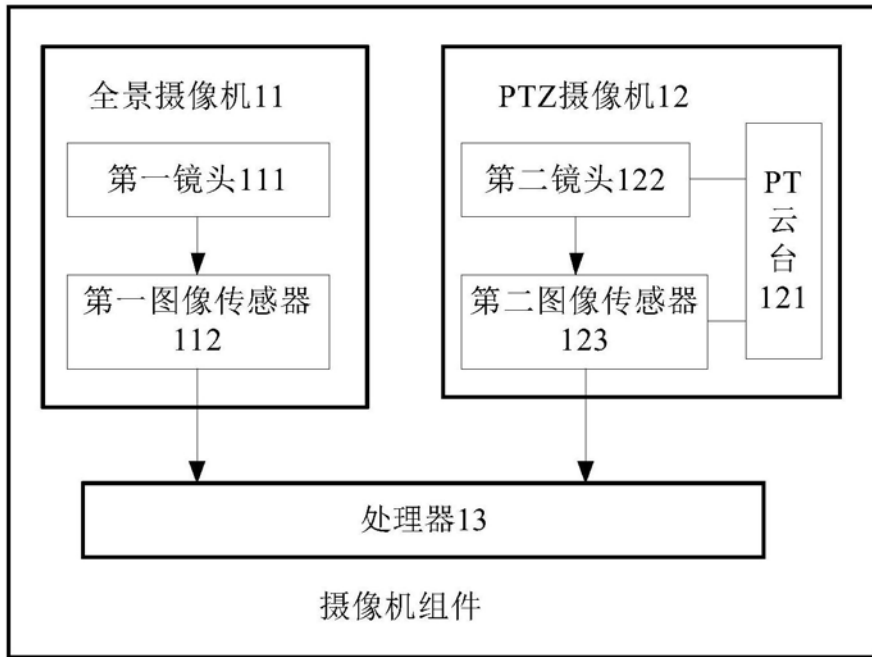 全景摄像机11
第一镜头111
第一图像传感器
112
PTZ摄像机12
第二镜头122
第二图像传感器
123
PT
云
台
121
处理器13
摄像机组件